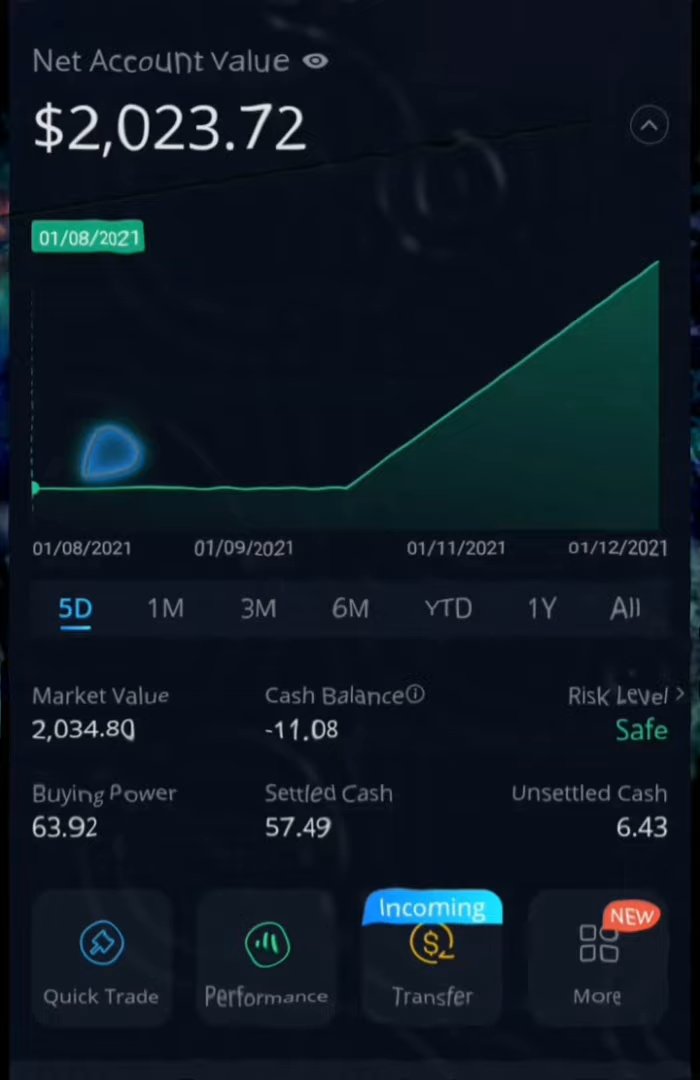 Net Account Value
$2,023.72
01/08/2021
01/08/2021 01/09/2021 01/11/2021 01/12/2021
5D 1M 3M 6M YTD 1Y All
Market Value Cash Balance Risk Level
2,034.80 -11.08 Safe
Buying Power Settled Cash Unsettled Cash
63.92 57.49 6.43
Incoming
NEW
Quick Trade Performance Transfer More